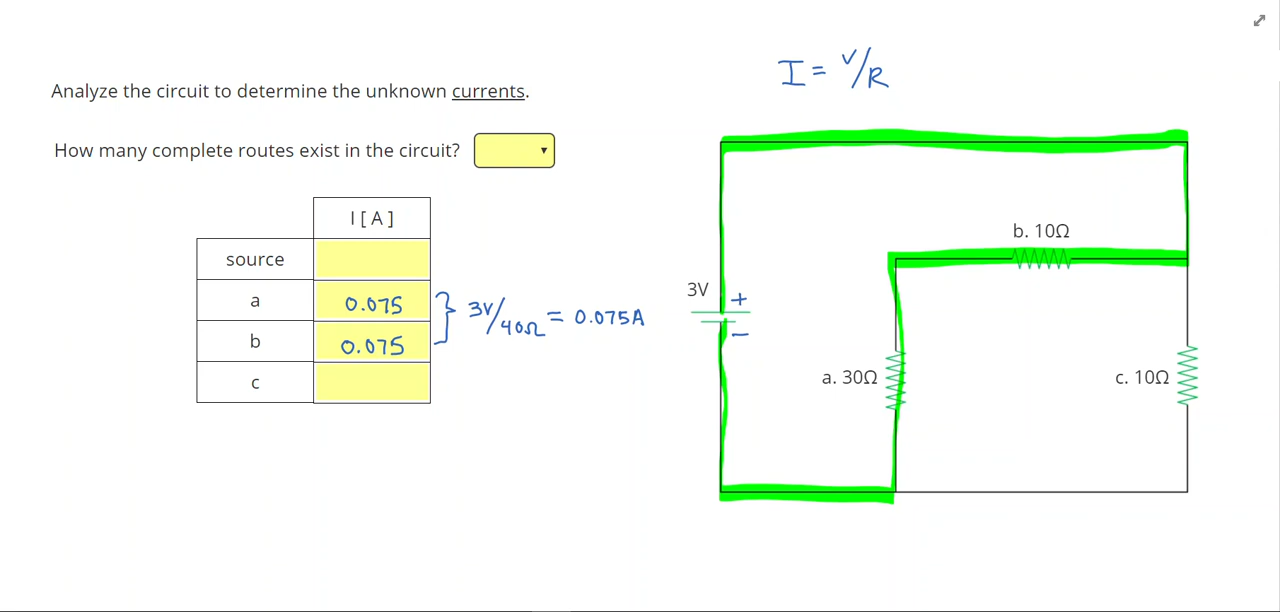 I = V/R
Analyze the circuit to determine the unknown currents.
How many complete routes exist in the circuit?
I [ A ]
source
a 0.075
b 0.075
c
3V/40Ω = 0.075A
3V
+
−
b. 10Ω
a. 30Ω
c. 10Ω